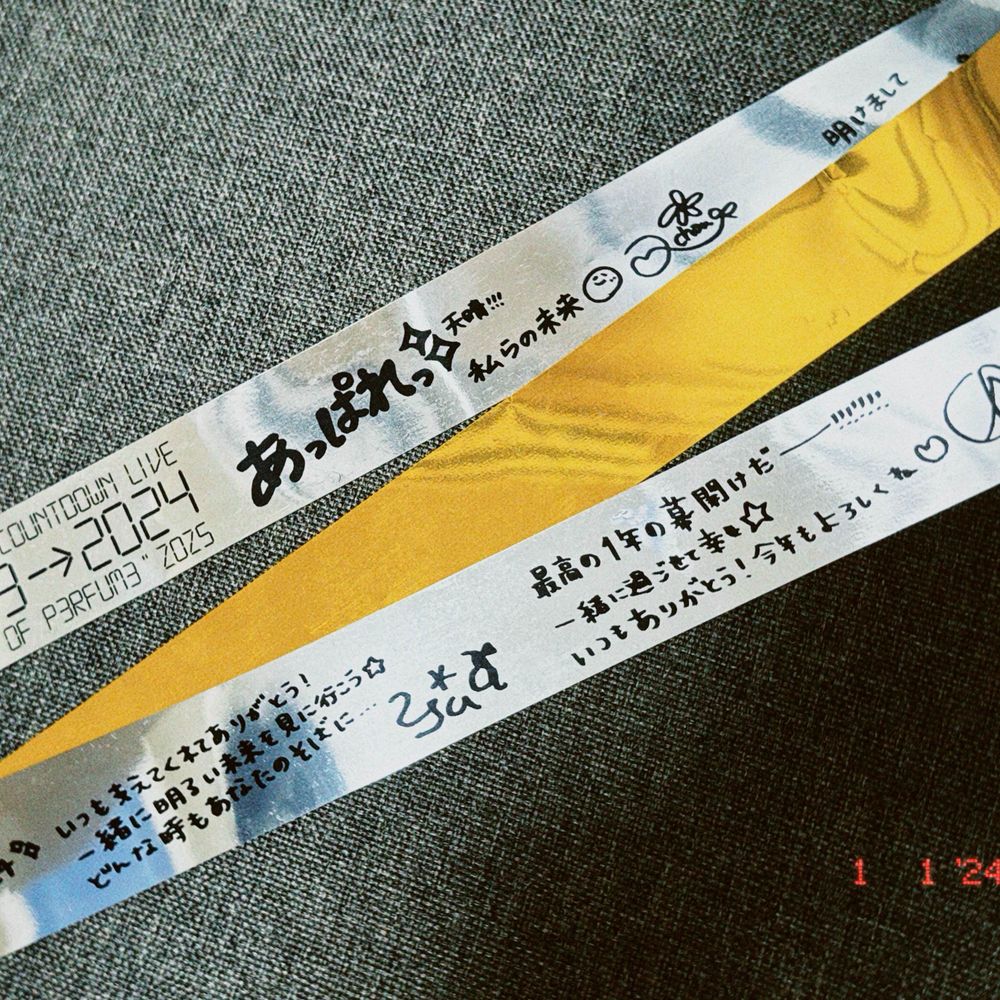 COUNTDOWN LIVE
3→2024
OF P3RFUM3" ZOZ5
あっぱれっ
天晴!!!
私らの未来
chan
明けまして
いつも支えてくれてありがとう!
一緒に明るい未来を見に行こう☆
どんな時もあなたのそばに…
最高の1年の幕開けだー!!!!!!
一緒に過ごせて幸せ☆
いつもありがとう!今年もよろしくね♡
1 1 '24